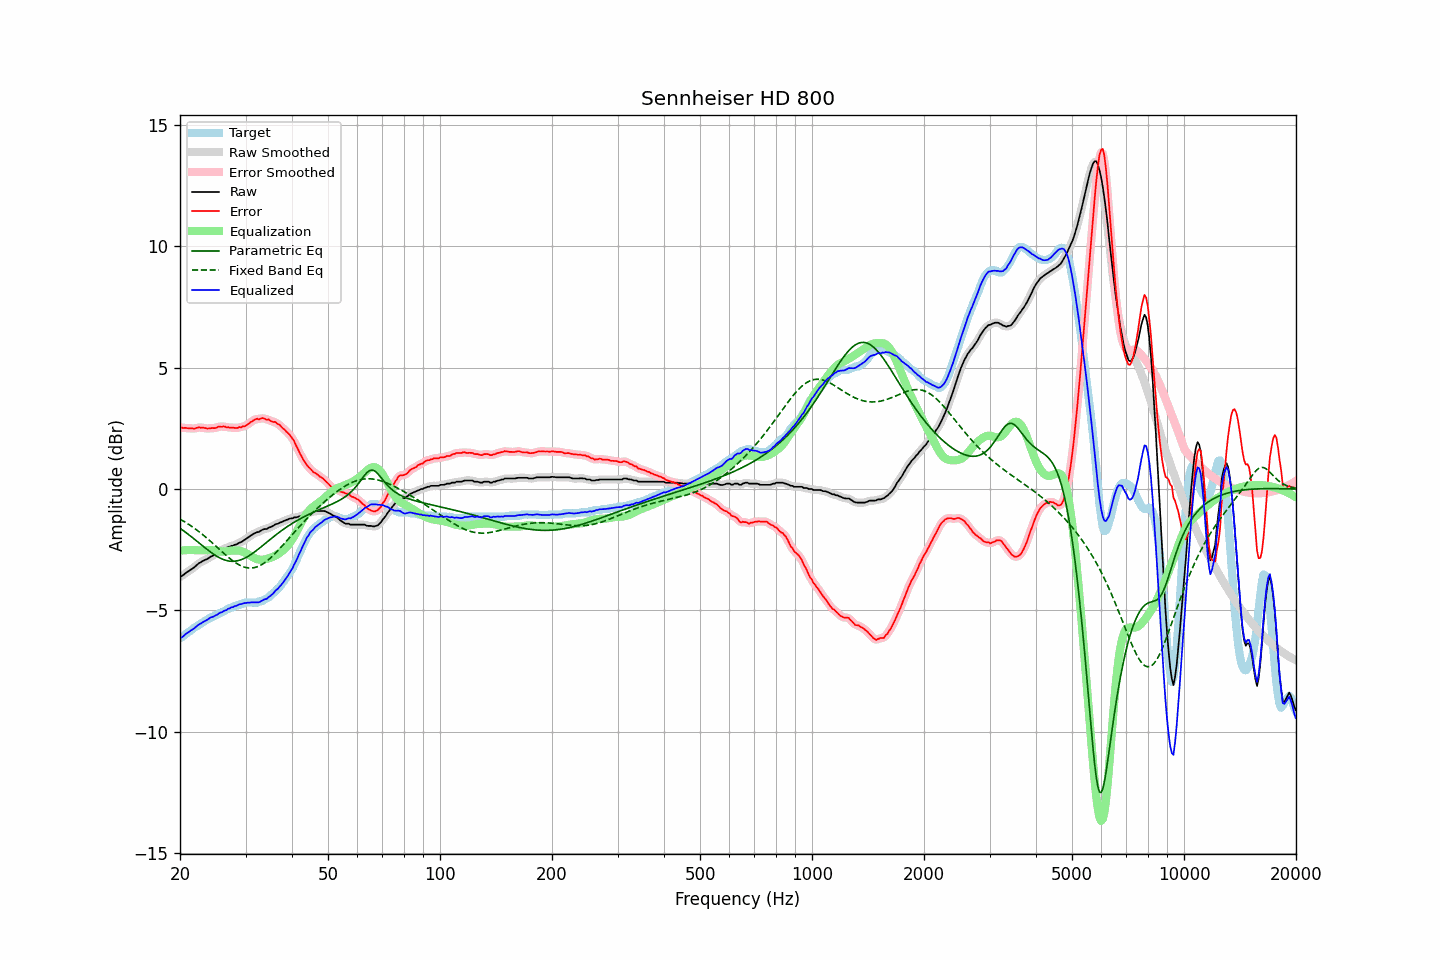 Sennheiser HD 800
Target
Raw Smoothed
Error Smoothed
Raw
Error
Equalization
Parametric Eq
Fixed Band Eq
Equalized
15
10
5
0
−5
−10
−15
Amplitude (dBr)
20 50 100 200 500 1000 2000 5000 10000 20000
Frequency (Hz)